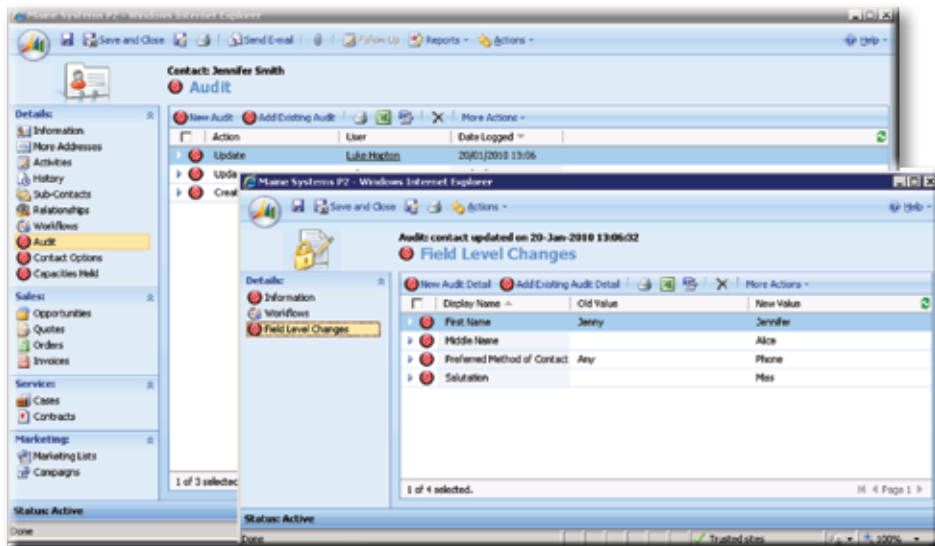 Maine Systems P2 - Windows Internet Explorer
Save and Close Send E-mail Follow Up Reports - Actions - Help -
Contact: Jennifer Smith
Audit
Details:
Information
More Addresses
Activities
History
Sub-Contacts
Relationships
Workflows
Audit
Contact Options
Capacities Held
Sales:
Opportunities
Quotes
Orders
Invoices
Service:
Cases
Contracts
Marketing:
Marketing Lists
Campaigns
New Audit Add Existing Audit More Actions -
Action User Date Logged
Update Luke Hopton 20/01/2010 13:06
Upda
Creat
1 of 3 selected
Status: Active
Done
Maine Systems P2 - Windows Internet Explorer
Save and Close Actions - Help -
Audit: contact updated on 20-Jan-2010 13:06:32
Field Level Changes
Details:
Information
Workflows
Field Level Changes
New Audit Detail Add Existing Audit Detail More Actions -
Display Name Old Value New Value
First Name Jenny Jennifer
Middle Name Alice
Preferred Method of Contact Any Phone
Salutation Miss
1 of 4 selected. Page 1
Status: Active
Done Trusted sites 100%